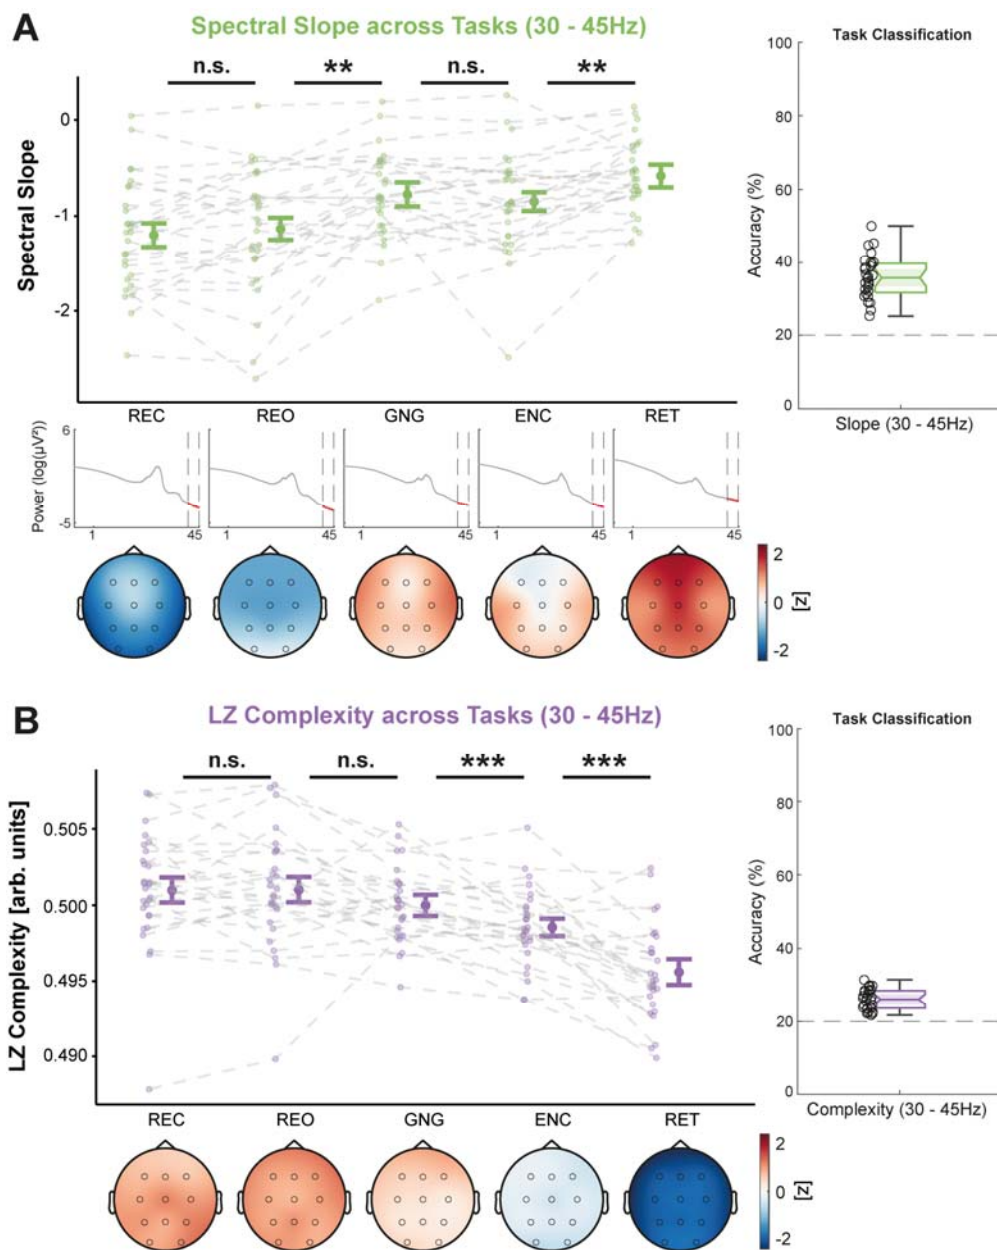 A
Spectral Slope across Tasks (30 - 45Hz)
n.s.
**
n.s.
**
Spectral Slope
0
-1
-2
REC
REO
GNG
ENC
RET
Task Classification
Accuracy (%)
100
80
60
40
20
0
Slope (30 - 45Hz)
Power (log(μV²))
6
-5
1
45
1
45
1
45
1
45
1
45
2
0
-2
[z]
B
LZ Complexity across Tasks (30 - 45Hz)
n.s.
n.s.
***
***
LZ Complexity [arb. units]
0.505
0.500
0.495
0.490
REC
REO
GNG
ENC
RET
Task Classification
Accuracy (%)
100
80
60
40
20
0
Complexity (30 - 45Hz)
2
0
-2
[z]